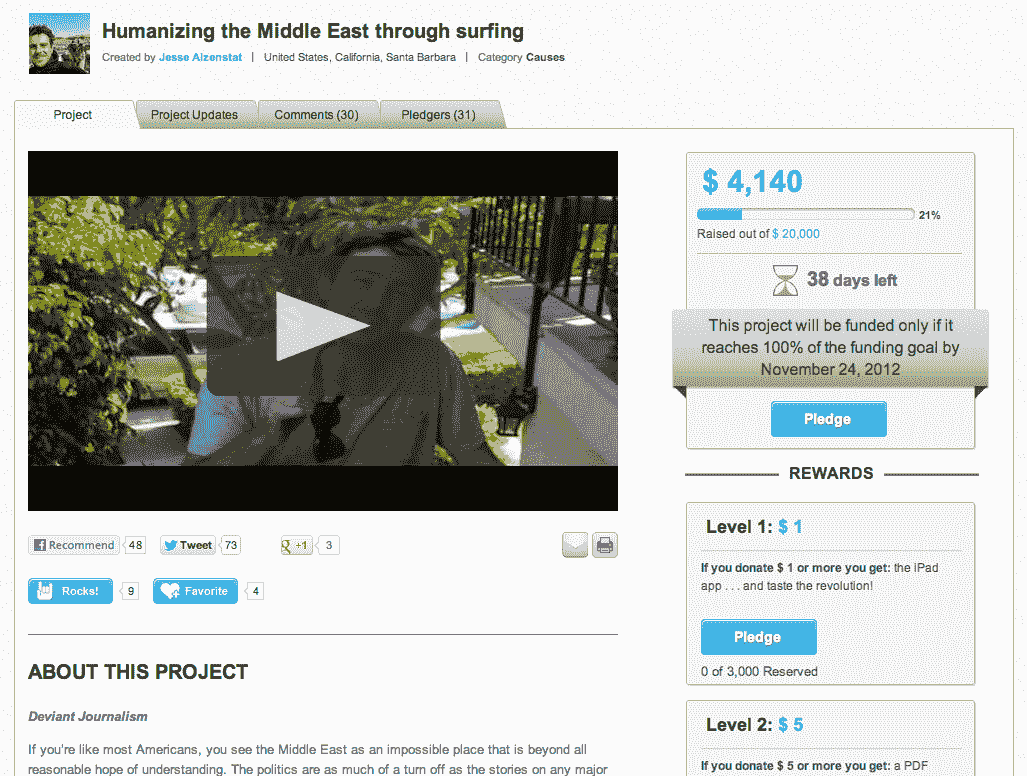 Humanizing the Middle East through surfing
Created by Jesse Aizenstat | United States, California, Santa Barbara | Category Causes
Project
Project Updates
Comments (30)
Pledgers (31)
$ 4,140
21%
Raised out of $ 20,000
38 days left
This project will be funded only if it
reaches 100% of the funding goal by
November 24, 2012
Pledge
REWARDS
Recommend 48
Tweet 73
g +1 3
Rocks! 9
Favorite 4
Level 1: $ 1
If you donate $ 1 or more you get: the iPad
app . . . and taste the revolution!
Pledge
0 of 3,000 Reserved
Level 2: $ 5
If you donate $ 5 or more you get: a PDF
ABOUT THIS PROJECT
Deviant Journalism
If you're like most Americans, you see the Middle East as an impossible place that is beyond all
reasonable hope of understanding. The politics are as much of a turn off as the stories on any major